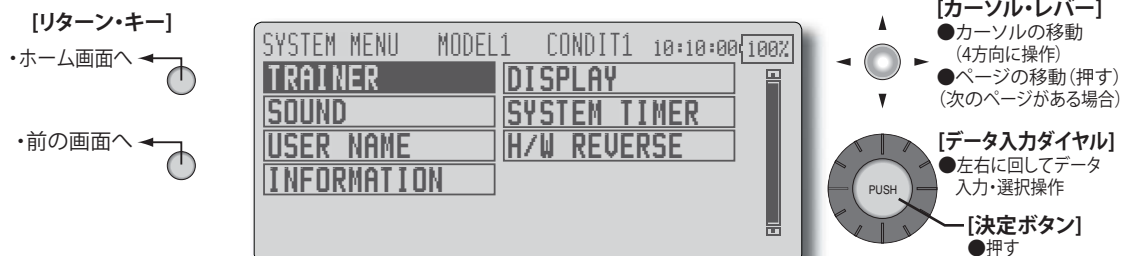 [リターン・キー]
・ホーム画面へ
・前の画面へ
SYSTEM MENU MODEL1 CONDIT1 10:10:00 100%
TRAINER DISPLAY
SOUND SYSTEM TIMER
USER NAME H/W REVERSE
INFORMATION
[カーソル・レバー]
●カーソルの移動
(4方向に操作)
●ページの移動(押す)
(次のページがある場合)
[データ入力ダイヤル]
●左右に回してデータ
入力・選択操作
PUSH
[決定ボタン]
●押す